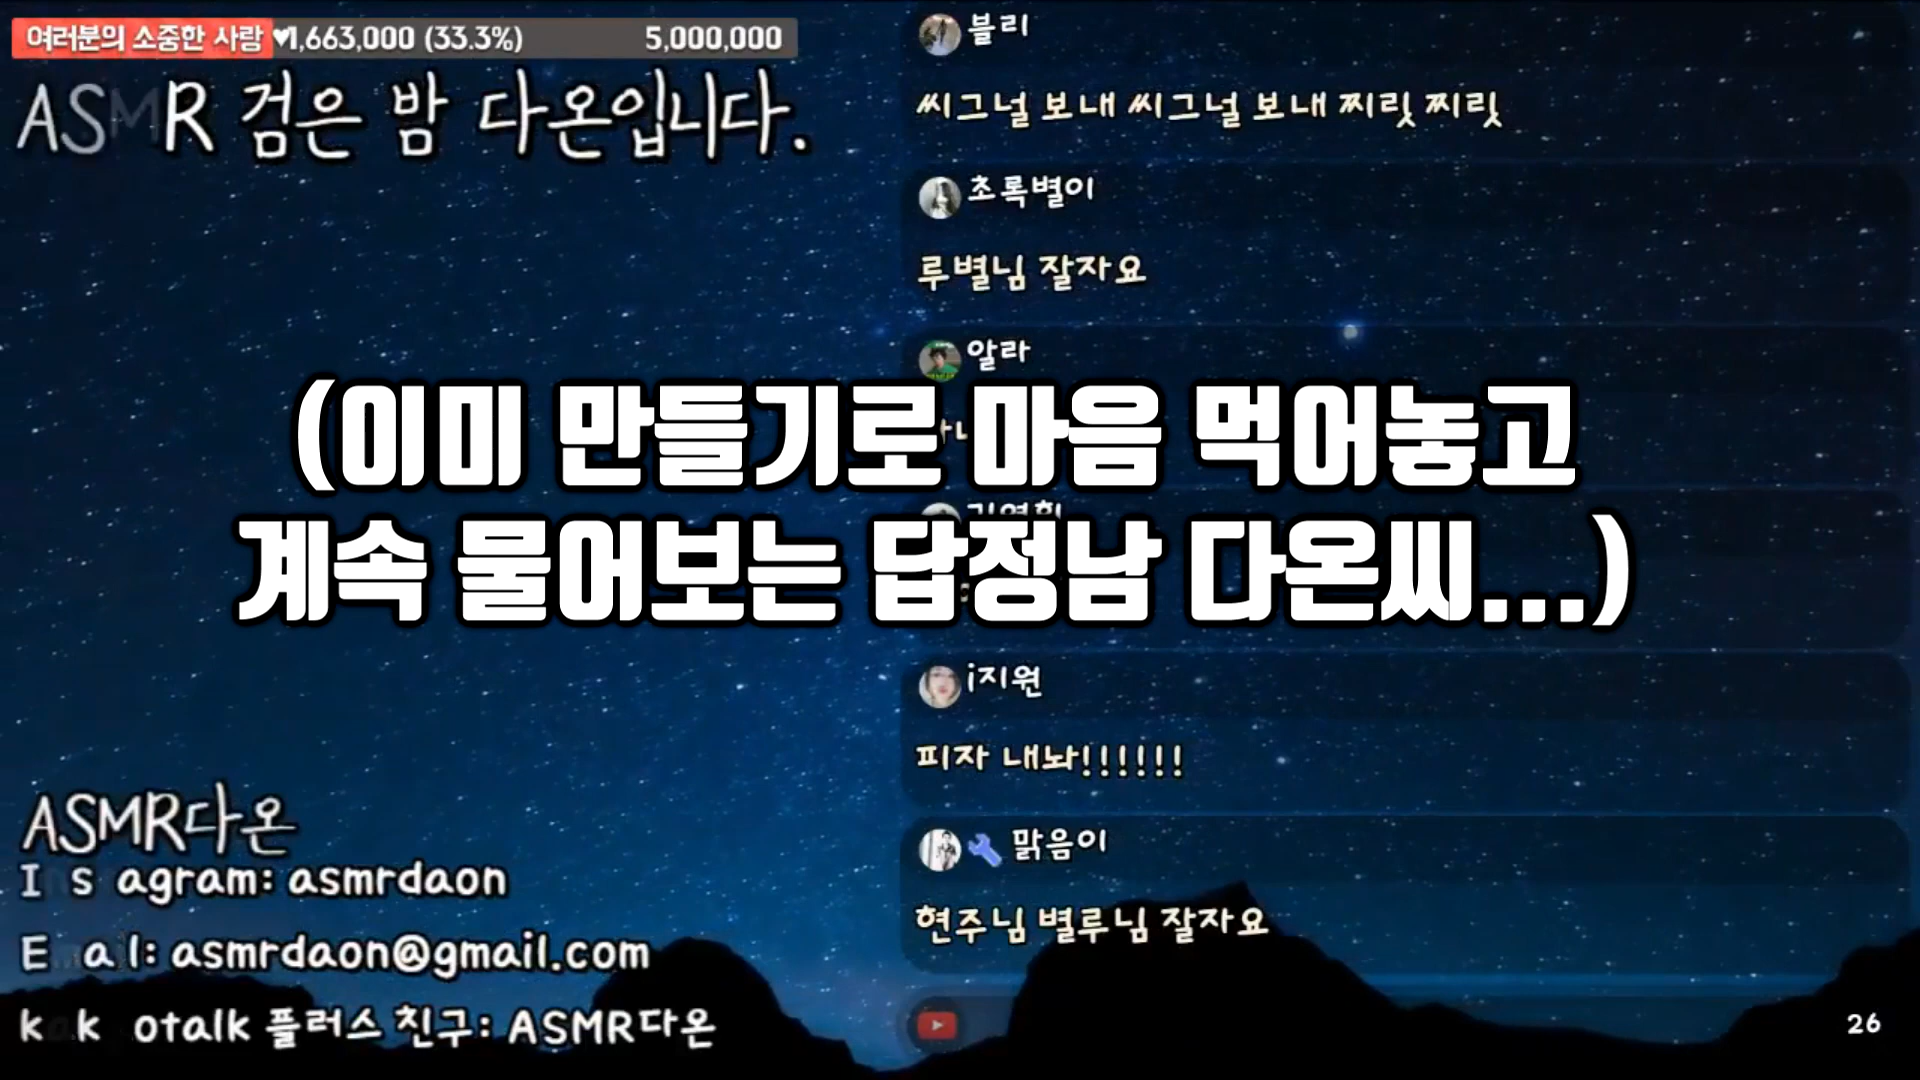 여러분의 소중한 사랑 ♥1,663,000 (33.3%) 5,000,000
ASMR 검은 밤 다온입니다.
블리
씨그널 보내 씨그널 보내 찌릿 찌릿
초록별이
루별님 잘자요
알라
(이미 만들기로 마음 먹어놓고
계속 물어보는 답정남 다온씨...)
i지원
피자 내놔!!!!!!
맑음이
현주님 별루님 잘자요
ASMR다온
I s agram: asmrdaon
E a l: asmrdaon@gmail.com
k k otalk 플러스 친구: ASMR다온
26